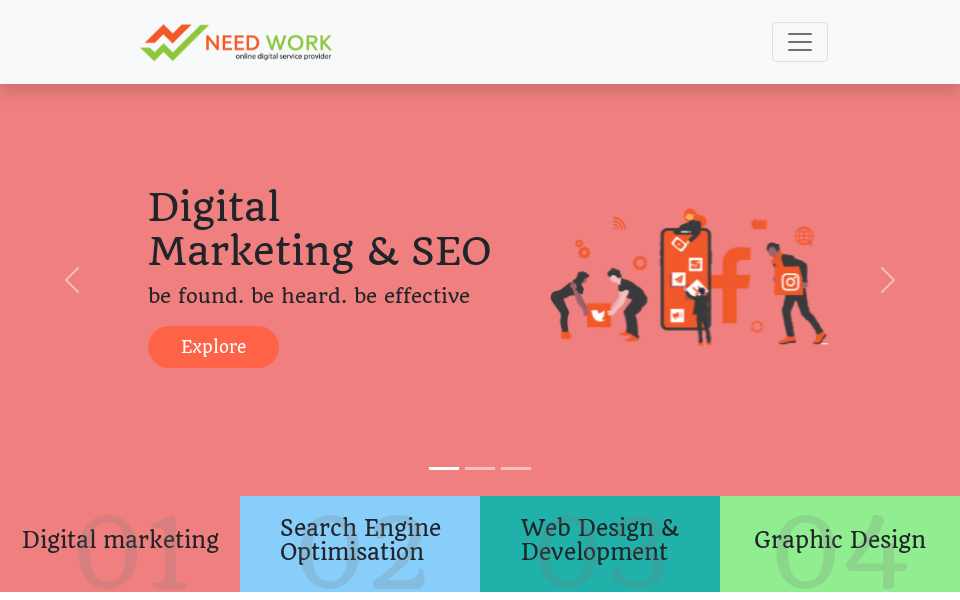 NEED WORK
online digital service provider
Digital
Marketing & SEO
be found. be heard. be effective
Explore
01
Digital marketing
02
Search Engine
Optimisation
03
Web Design &
Development
04
Graphic Design